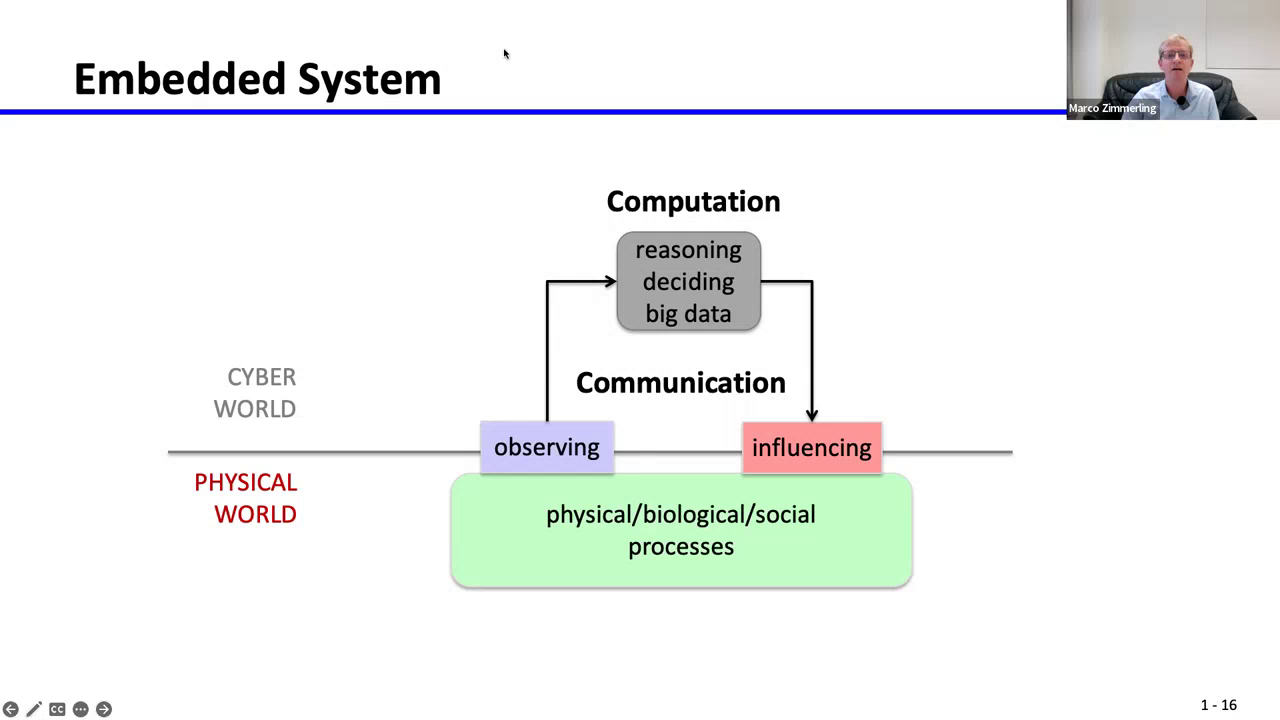 Embedded System
Marco Zimmerling
Computation
reasoning
deciding
big data
Communication
CYBER
WORLD
observing
influencing
PHYSICAL
WORLD
physical/biological/social
processes
CC
1 - 16